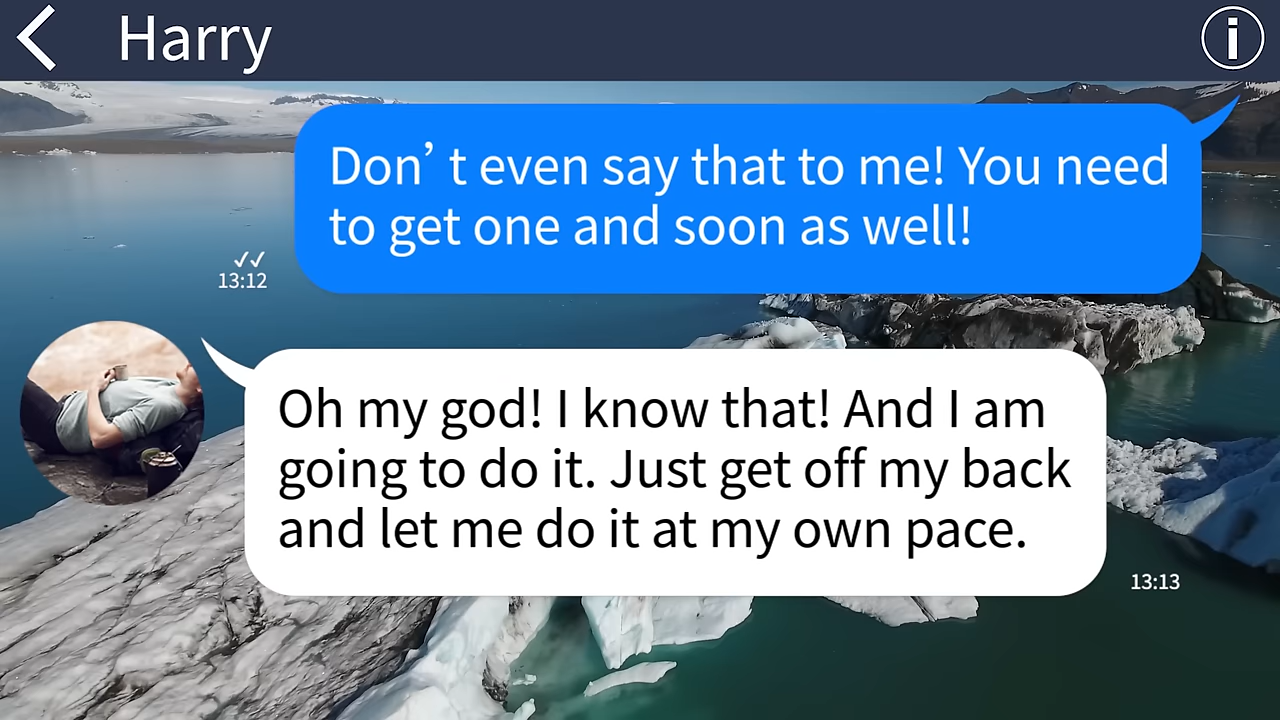 Harry
Don’t even say that to me! You need
to get one and soon as well!
13:12
Oh my god! I know that! And I am
going to do it. Just get off my back
and let me do it at my own pace.
13:13